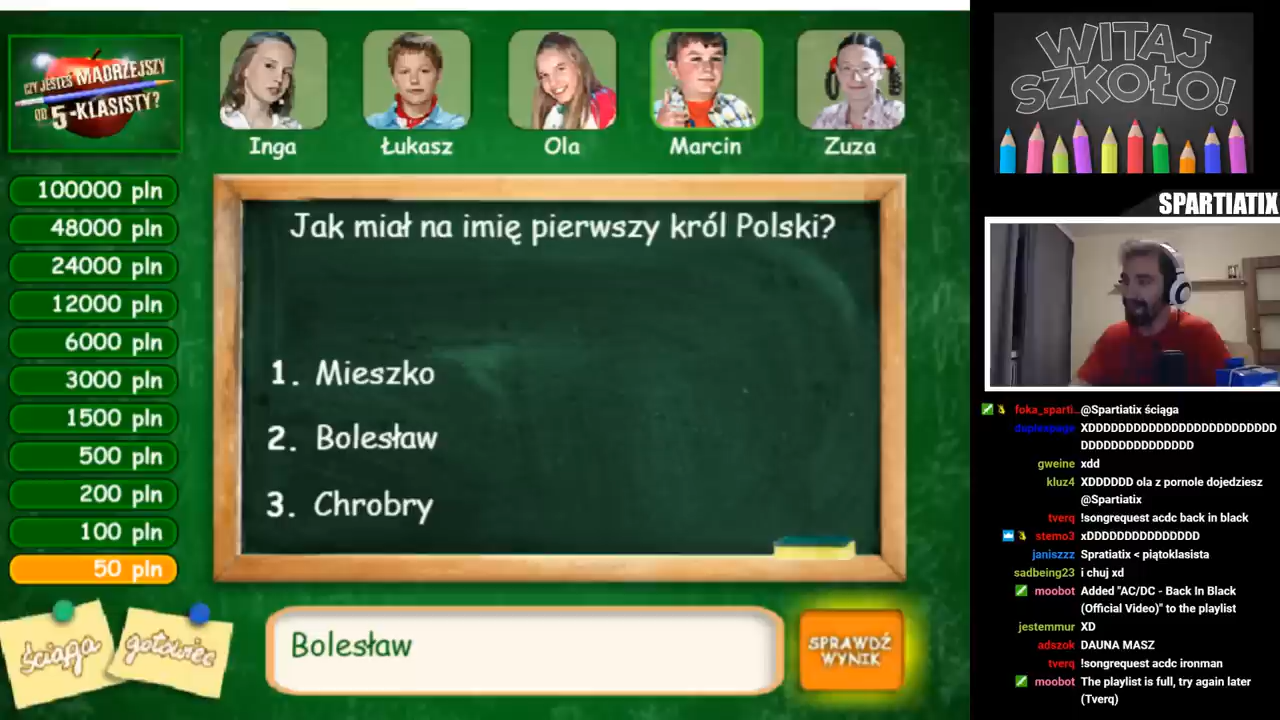 CZY JESTEŚ MĄDRZEJSZY
OD 5-KLASISTY?
Inga
Łukasz
Ola
Marcin
Zuza
100000 pln
48000 pln
24000 pln
12000 pln
6000 pln
3000 pln
1500 pln
500 pln
200 pln
100 pln
50 pln
Jak miał na imię pierwszy król Polski?
1. Mieszko
2. Bolesław
3. Chrobry
ściąga
gotowiec
Bolesław
SPRAWDŹ
WYNIK
WITAJ
SZKOŁO!
SPARTIATIX
foka_sparti... @Spartiatix ściąga
duplexpage XDDDDDDDDDDDDDDDDDDDDDDDDD
DDDDDDDDDDDDDDD
gweine xdd
kluz4 XDDDDDD ola z pornole dojedziesz
@Spartiatix
tverq !songrequest acdc back in black
stemo3 xDDDDDDDDDDDDDDD
janiszzz Spratiatix < piątoklasista
sadbeing23 i chuj xd
moobot Added "AC/DC - Back In Black
(Official Video)" to the playlist
jestemmur XD
adszok DAUNA MASZ
tverq !songrequest acdc ironman
moobot The playlist is full, try again later
(Tverq)